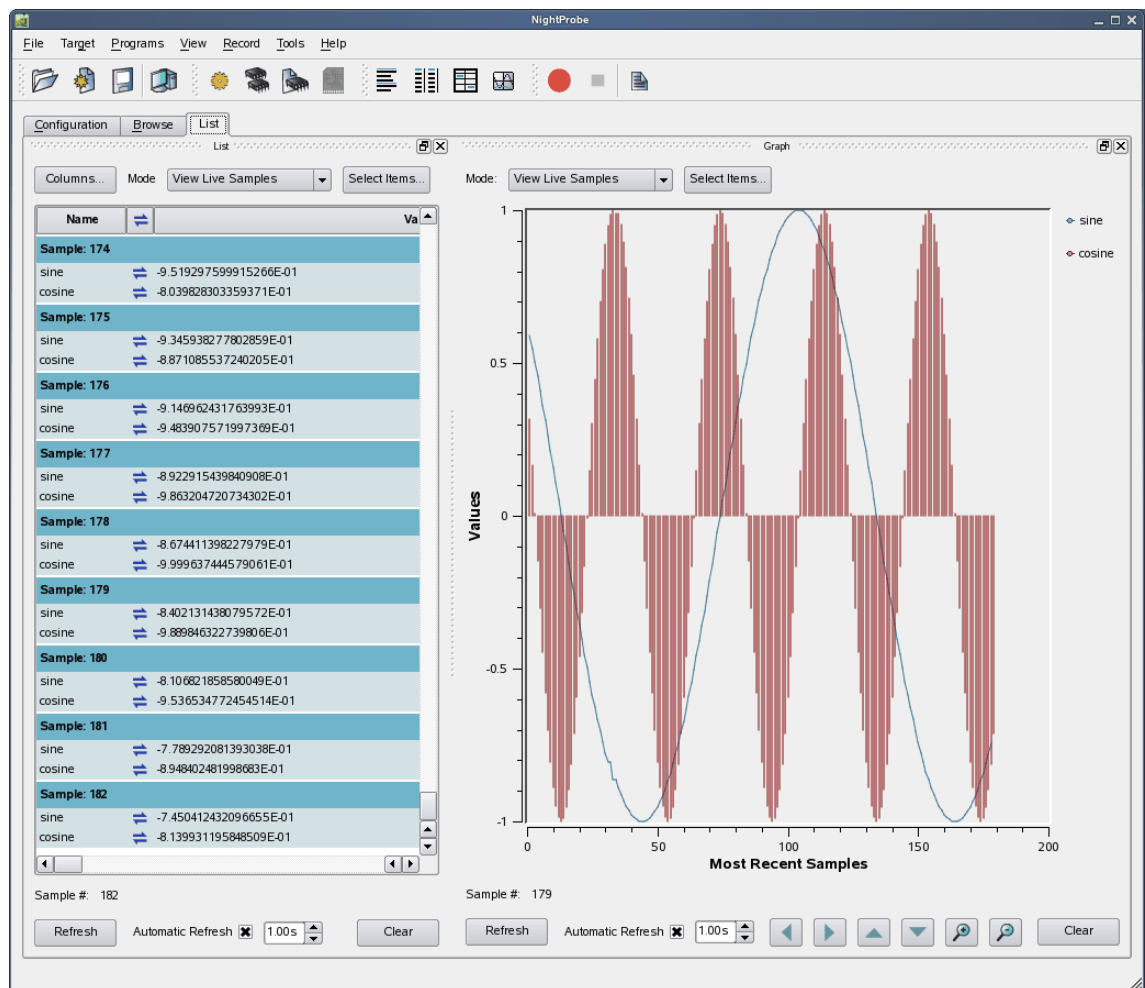 NightProbe
File Target Programs View Record Tools Help
Configuration Browse List
List
Columns... Mode View Live Samples Select Items...
Name Va
Sample: 174
sine -9.519297599915266E-01
cosine -8.039828303359371E-01
Sample: 175
sine -9.345938277802859E-01
cosine -8.871085537240205E-01
Sample: 176
sine -9.146962431763993E-01
cosine -9.483907571997369E-01
Sample: 177
sine -8.922915439840908E-01
cosine -9.863204720734302E-01
Sample: 178
sine -8.674411398227979E-01
cosine -9.999637444579061E-01
Sample: 179
sine -8.402131438079572E-01
cosine -9.889846322739806E-01
Sample: 180
sine -8.106821858580049E-01
cosine -9.536534772454514E-01
Sample: 181
sine -7.789292081393038E-01
cosine -8.948402481998683E-01
Sample: 182
sine -7.450412432096655E-01
cosine -8.139931195848509E-01
Sample #: 182
Refresh Automatic Refresh 1.00s Clear
Graph
Mode: View Live Samples Select Items...
sine
cosine
1
0.5
0
-0.5
-1
Values
0 50 100 150 200
Most Recent Samples
Sample #: 179
Refresh Automatic Refresh 1.00s Clear